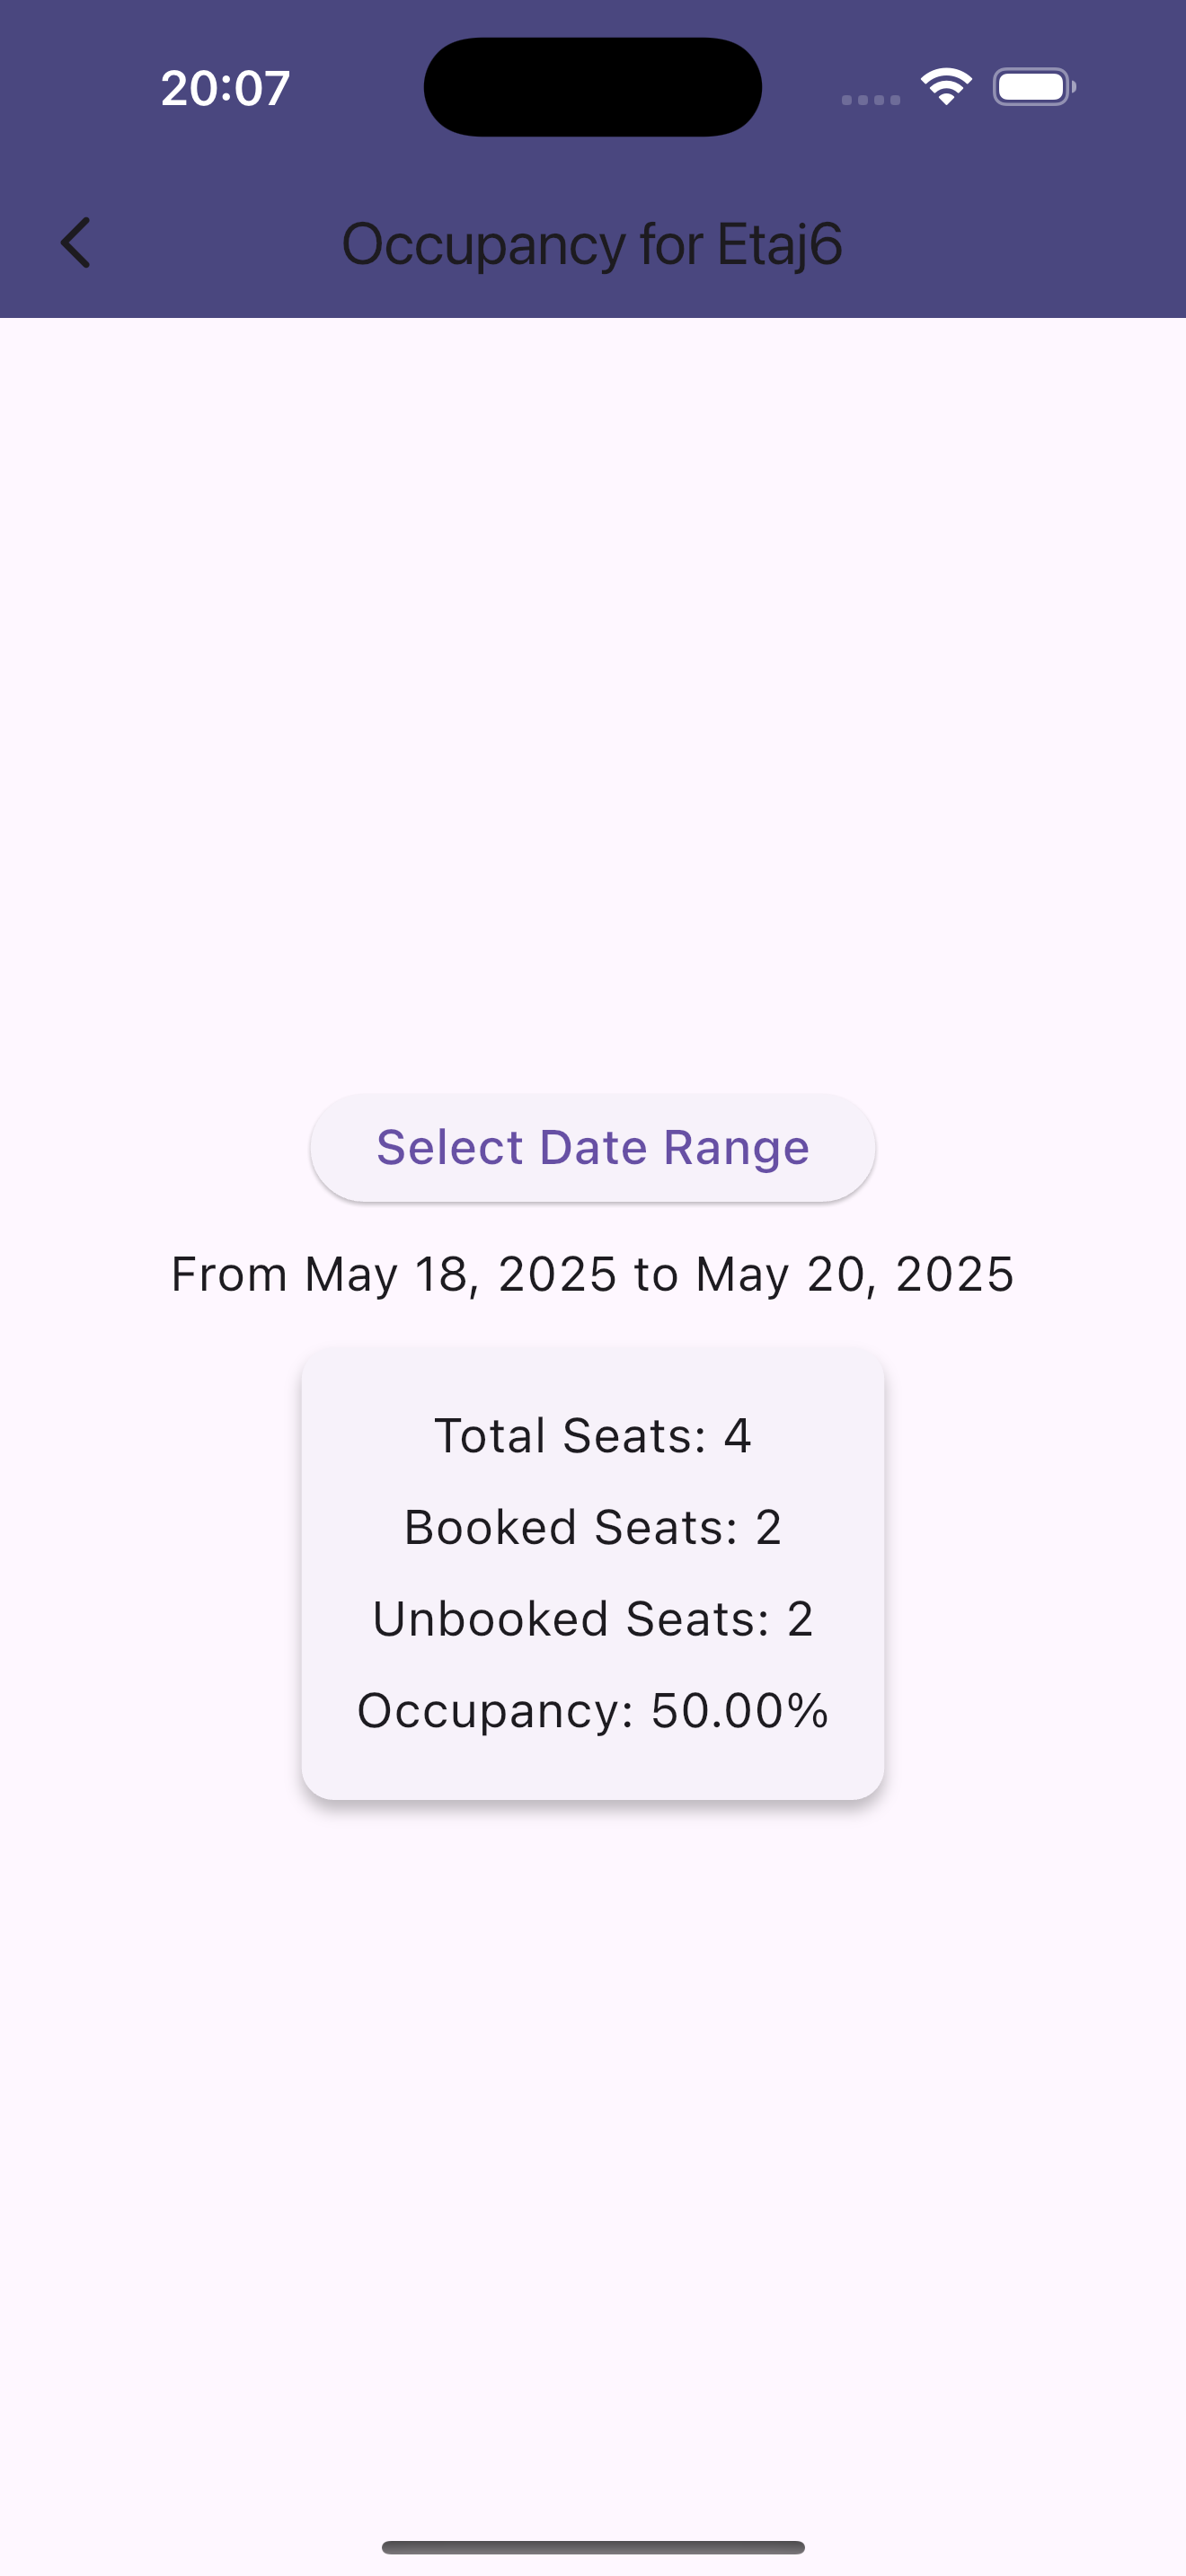 20:07
Occupancy for Etaj6
Select Date Range
From May 18, 2025 to May 20, 2025
Total Seats: 4
Booked Seats: 2
Unbooked Seats: 2
Occupancy: 50.00%